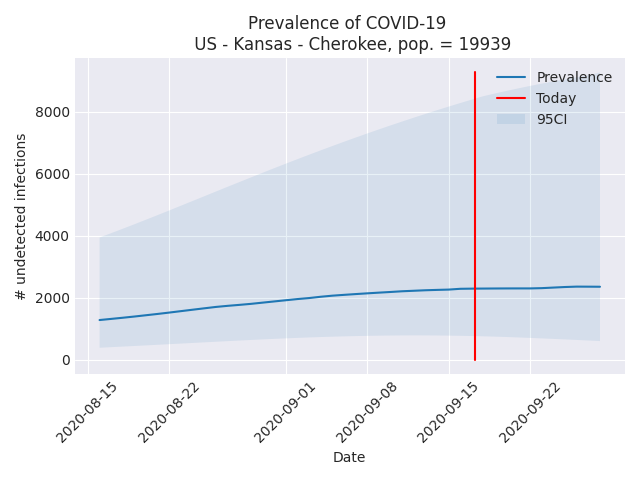 Prevalence of COVID-19
US - Kansas - Cherokee, pop. = 19939
Prevalence
Today
95CI
8000
6000
4000
2000
0
# undetected infections
2020-08-15
2020-08-22
2020-09-01
2020-09-08
2020-09-15
2020-09-22
Date